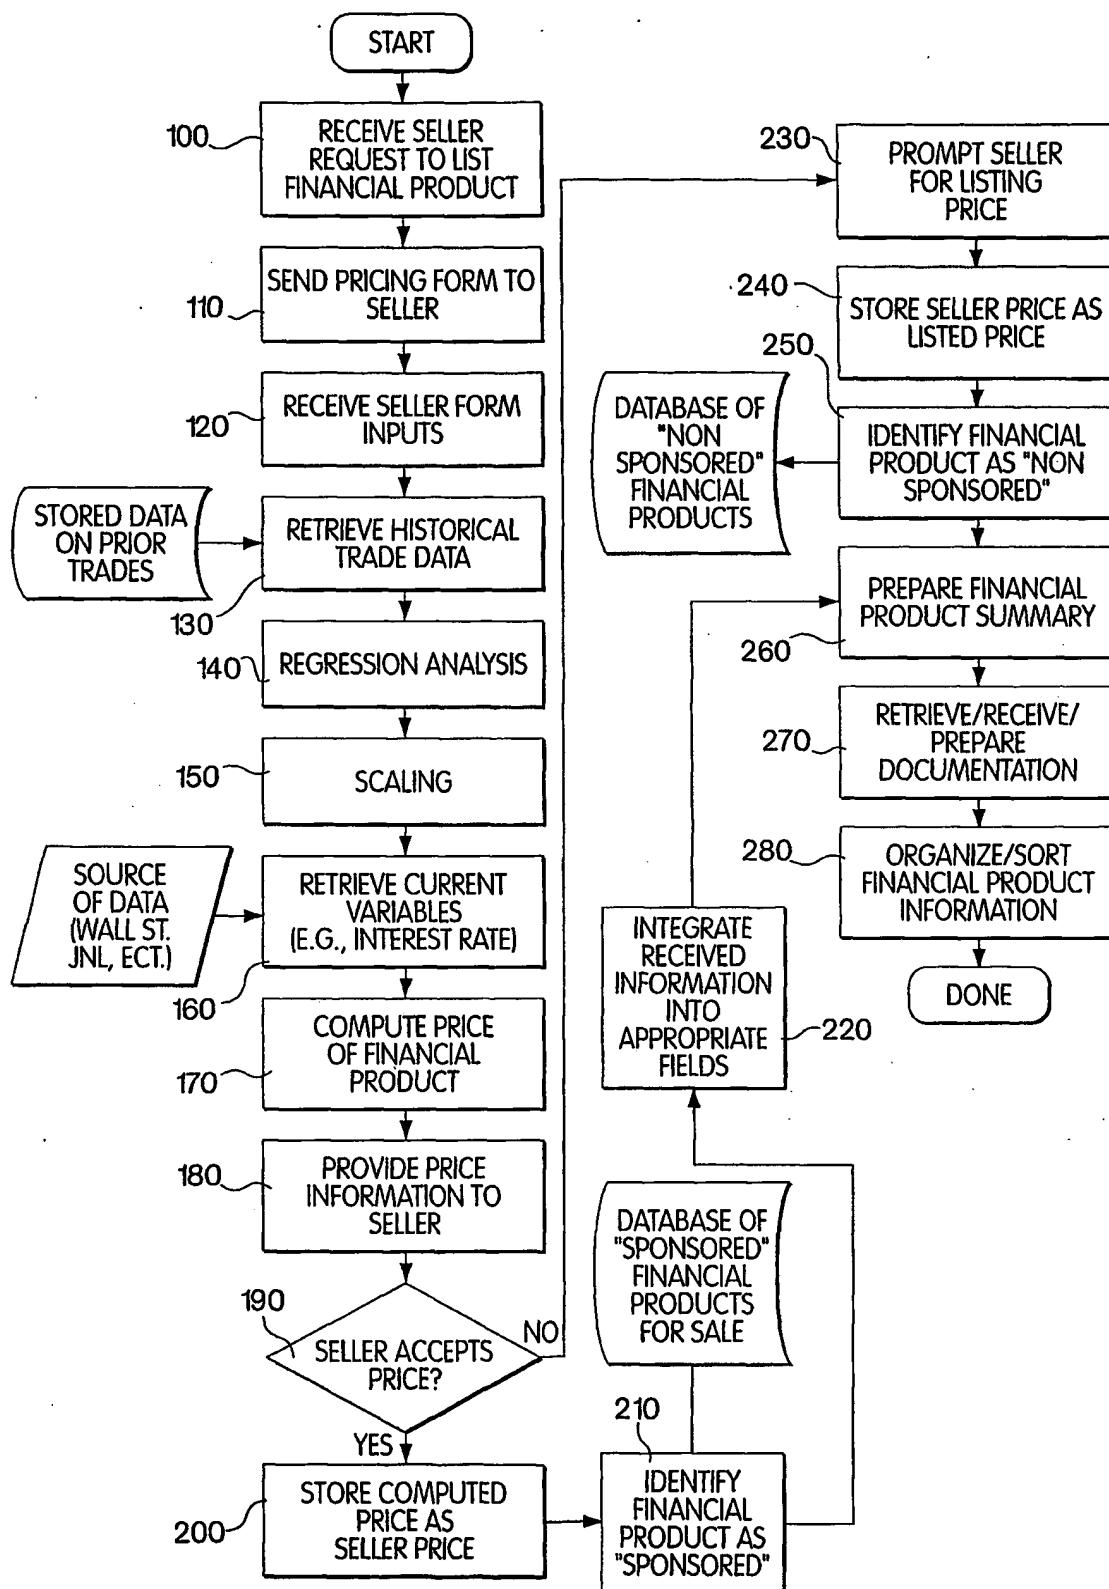 START
100
RECEIVE SELLER
REQUEST TO LIST
FINANCIAL PRODUCT
110
SEND PRICING FORM TO
SELLER
120
RECEIVE SELLER FORM
INPUTS
STORED DATA
ON PRIOR
TRADES
RETRIEVE HISTORICAL
TRADE DATA
130
140
REGRESSION ANALYSIS
150
SCALING
SOURCE
OF DATA
(WALL ST.
JNL, ECT.)
RETRIEVE CURRENT
VARIABLES
(E.G., INTEREST RATE)
160
COMPUTE PRICE
OF FINANCIAL
PRODUCT
170
180
PROVIDE PRICE
INFORMATION TO
SELLER
190
SELLER ACCEPTS
PRICE?
NO
YES
STORE COMPUTED
PRICE AS
SELLER PRICE
200
210
IDENTIFY
FINANCIAL
PRODUCT AS
"SPONSORED"
DATABASE OF
"SPONSORED"
FINANCIAL
PRODUCTS
FOR SALE
INTEGRATE
RECEIVED
INFORMATION
INTO
APPROPRIATE
FIELDS
220
230
PROMPT SELLER
FOR LISTING
PRICE
240
STORE SELLER PRICE AS
LISTED PRICE
250
IDENTIFY FINANCIAL
PRODUCT AS "NON
SPONSORED"
DATABASE OF
"NON
SPONSORED"
FINANCIAL
PRODUCTS
PREPARE FINANCIAL
PRODUCT SUMMARY
260
270
RETRIEVE/RECEIVE/
PREPARE
DOCUMENTATION
280
ORGANIZE/SORT
FINANCIAL PRODUCT
INFORMATION
DONE